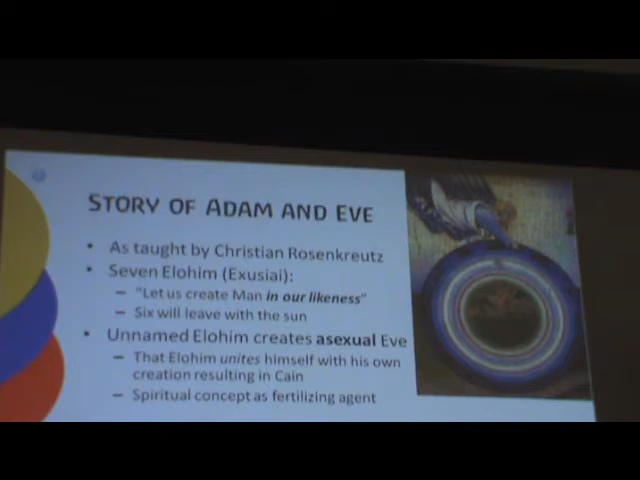 STORY OF ADAM AND EVE
• As taught by Christian Rosenkreutz
• Seven Elohim (Exusiai):
– "Let us create Man in our likeness"
– Six will leave with the sun
• Unnamed Elohim creates asexual Eve
– That Elohim unites himself with his own
creation resulting in Cain
– Spiritual concept as fertilizing agent